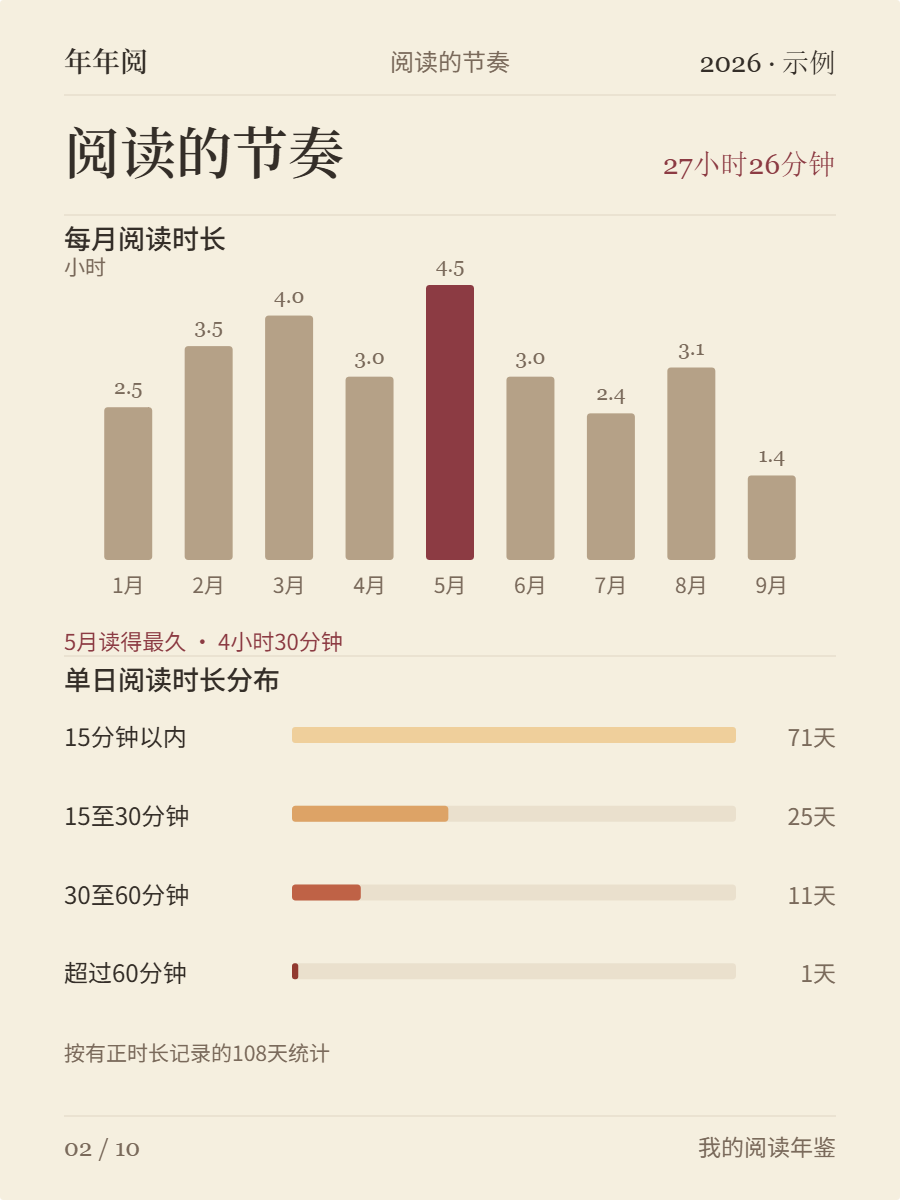 年年阅 阅读的节奏 2026 · 示例
阅读的节奏 27小时26分钟
每月阅读时长
小时
2.5 3.5 4.0 3.0 4.5 3.0 2.4 3.1 1.4
1月 2月 3月 4月 5月 6月 7月 8月 9月
5月读得最久 · 4小时30分钟
单日阅读时长分布
15分钟以内 71天
15至30分钟 25天
30至60分钟 11天
超过60分钟 1天
按有正时长记录的108天统计
02 / 10 我的阅读年鉴